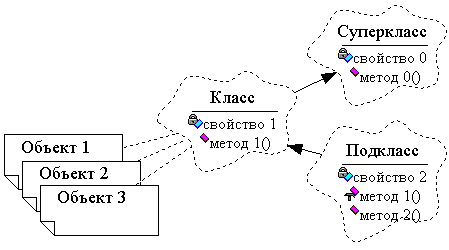 Суперкласс
свойство 0
метод 0()
Класс
свойство 1
метод 1()
Объект 1
Объект 2
Объект 3
Подкласс
свойство 2
метод 1()
метод 2()